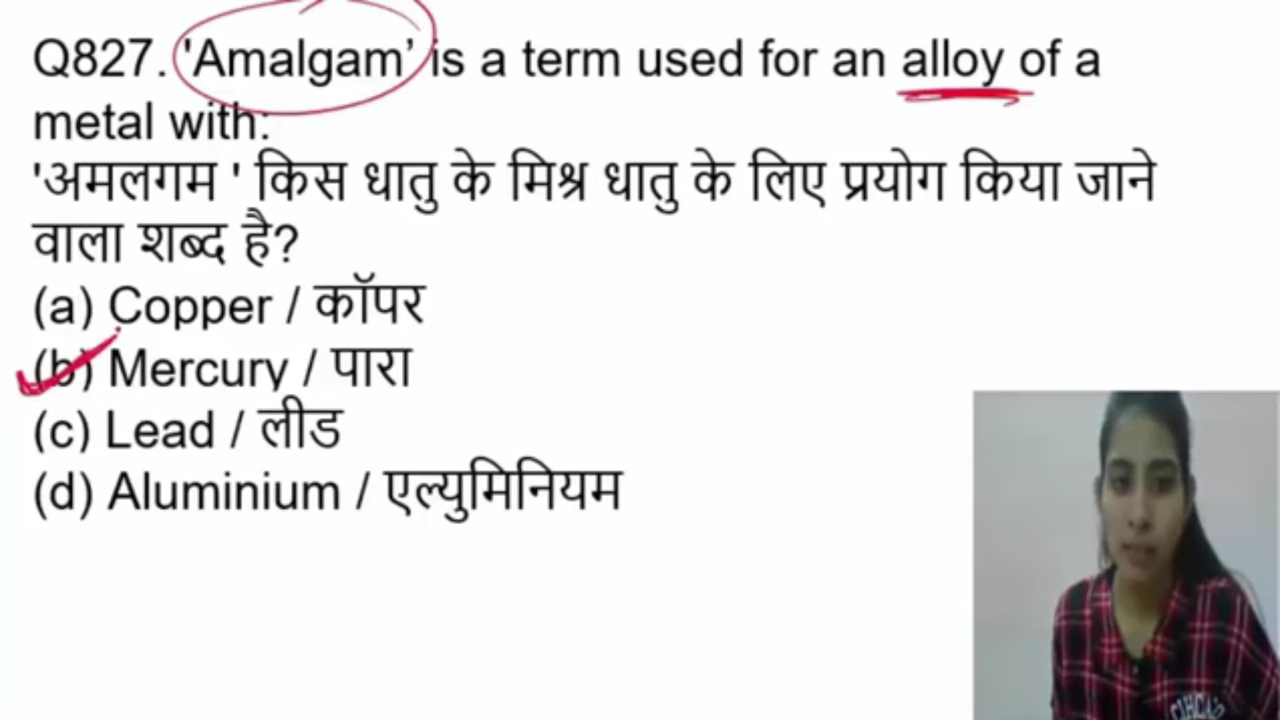 Q827. 'Amalgam' is a term used for an alloy of a
metal with:
'अमलगम ' किस धातु के मिश्र धातु के लिए प्रयोग किया जाने
वाला शब्द है?
(a) Copper / कॉपर
(b) Mercury / पारा
(c) Lead / लीड
(d) Aluminium / एल्युमिनियम